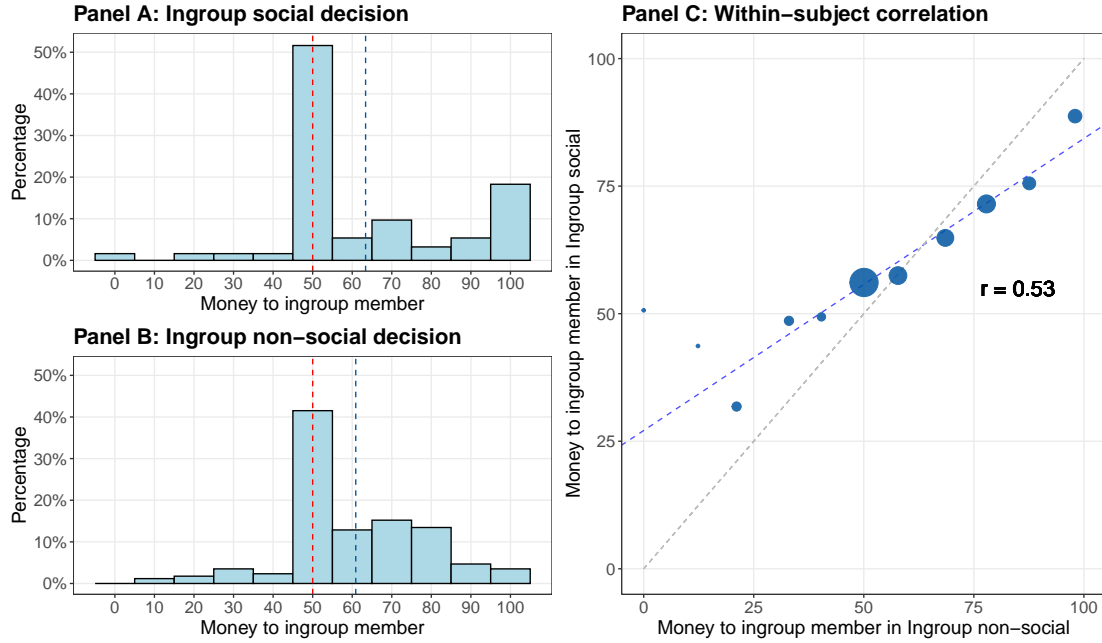 Panel A: Ingroup social decision
50%
40%
30%
20%
10%
0%
Percentage
0 10 20 30 40 50 60 70 80 90 100
Money to ingroup member
Panel B: Ingroup non−social decision
50%
40%
30%
20%
10%
0%
Percentage
0 10 20 30 40 50 60 70 80 90 100
Money to ingroup member
Panel C: Within−subject correlation
100
75
50
25
0
Money to ingroup member in Ingroup social
r = 0.53
0 25 50 75 100
Money to ingroup member in Ingroup non−social